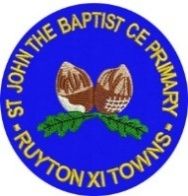 ST JOHN THE BAPTIST CE PRIMARY
RUYTON XI TOWNS